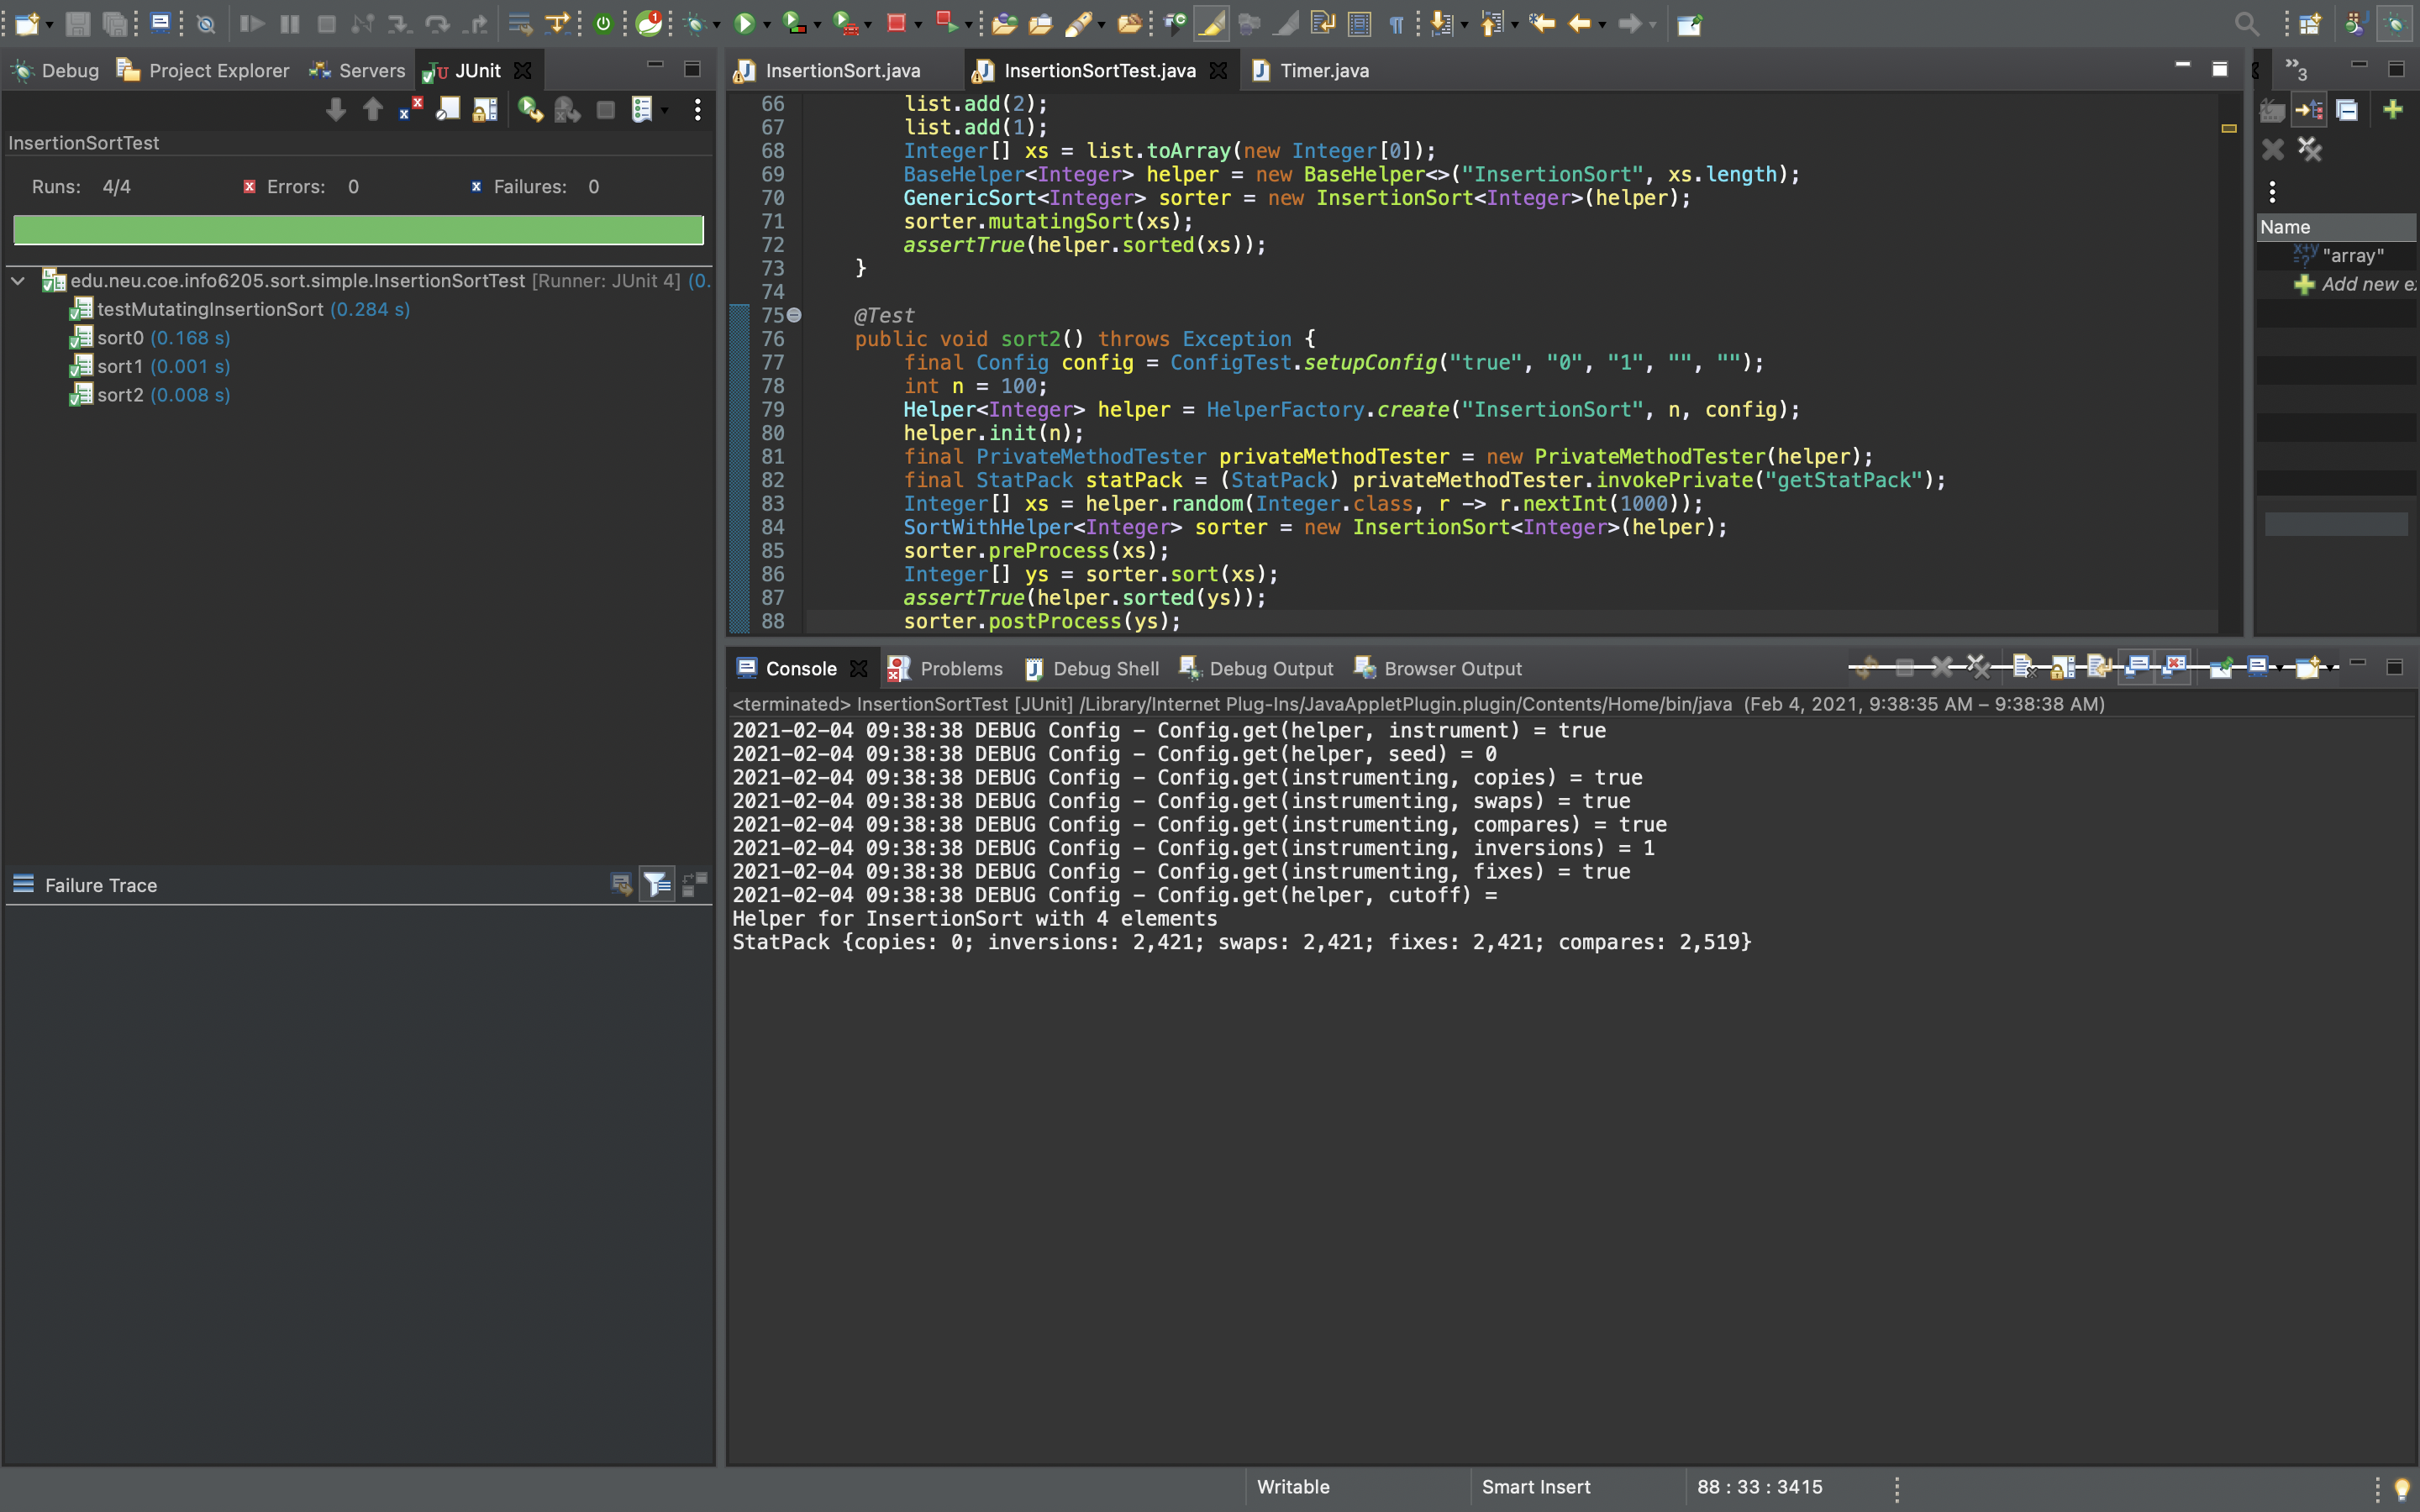 Debug
Project Explorer
Servers
JUnit
InsertionSortTest
Runs: 4/4
Errors: 0
Failures: 0
edu.neu.coe.info6205.sort.simple.InsertionSortTest [Runner: JUnit 4] (0.
testMutatingInsertionSort (0.284 s)
sort0 (0.168 s)
sort1 (0.001 s)
sort2 (0.008 s)
Failure Trace
InsertionSort.java
InsertionSortTest.java
Timer.java
66 list.add(2);
67 list.add(1);
68 Integer[] xs = list.toArray(new Integer[0]);
69 BaseHelper<Integer> helper = new BaseHelper<>("InsertionSort", xs.length);
70 GenericSort<Integer> sorter = new InsertionSort<Integer>(helper);
71 sorter.mutatingSort(xs);
72 assertTrue(helper.sorted(xs));
73 }
74
75 @Test
76 public void sort2() throws Exception {
77 final Config config = ConfigTest.setupConfig("true", "0", "1", "", "");
78 int n = 100;
79 Helper<Integer> helper = HelperFactory.create("InsertionSort", n, config);
80 helper.init(n);
81 final PrivateMethodTester privateMethodTester = new PrivateMethodTester(helper);
82 final StatPack statPack = (StatPack) privateMethodTester.invokePrivate("getStatPack");
83 Integer[] xs = helper.random(Integer.class, r -> r.nextInt(1000));
84 SortWithHelper<Integer> sorter = new InsertionSort<Integer>(helper);
85 sorter.preProcess(xs);
86 Integer[] ys = sorter.sort(xs);
87 assertTrue(helper.sorted(ys));
88 sorter.postProcess(ys);
»3
Name
"array"
Add new e
Console
Problems
Debug Shell
Debug Output
Browser Output
<terminated> InsertionSortTest [JUnit] /Library/Internet Plug-Ins/JavaAppletPlugin.plugin/Contents/Home/bin/java (Feb 4, 2021, 9:38:35 AM – 9:38:38 AM)
2021-02-04 09:38:38 DEBUG Config - Config.get(helper, instrument) = true
2021-02-04 09:38:38 DEBUG Config - Config.get(helper, seed) = 0
2021-02-04 09:38:38 DEBUG Config - Config.get(instrumenting, copies) = true
2021-02-04 09:38:38 DEBUG Config - Config.get(instrumenting, swaps) = true
2021-02-04 09:38:38 DEBUG Config - Config.get(instrumenting, compares) = true
2021-02-04 09:38:38 DEBUG Config - Config.get(instrumenting, inversions) = 1
2021-02-04 09:38:38 DEBUG Config - Config.get(instrumenting, fixes) = true
2021-02-04 09:38:38 DEBUG Config - Config.get(helper, cutoff) =
Helper for InsertionSort with 4 elements
StatPack {copies: 0; inversions: 2,421; swaps: 2,421; fixes: 2,421; compares: 2,519}
Writable
Smart Insert
88 : 33 : 3415